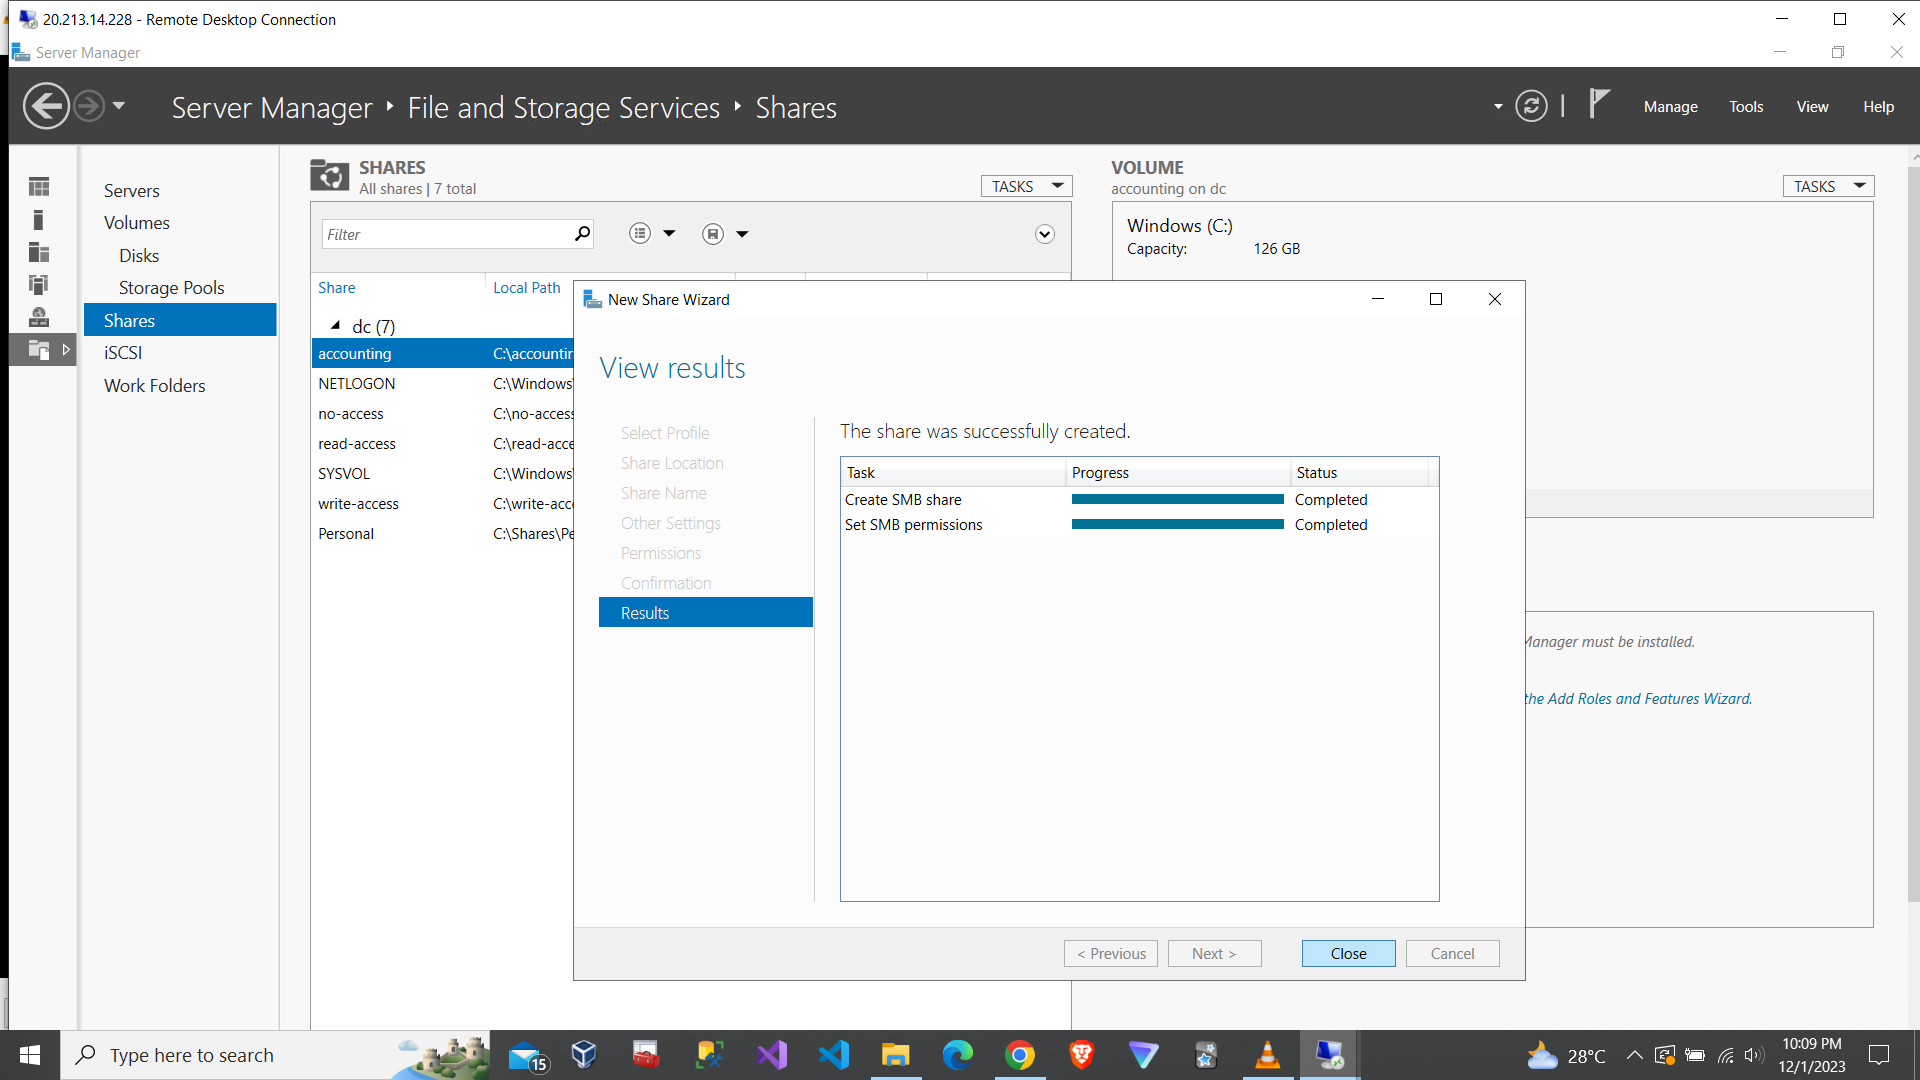 20.213.14.228 - Remote Desktop Connection
Server Manager
Server Manager ‣ File and Storage Services ‣ Shares
Manage Tools View Help
Servers
Volumes
Disks
Storage Pools
Shares
iSCSI
Work Folders
SHARES
All shares | 7 total
TASKS
Filter
Share Local Path
dc (7)
accounting C:\accountin
NETLOGON C:\Windows\
no-access C:\no-access
read-access C:\read-acce
SYSVOL C:\Windows\
write-access C:\write-acc
Personal C:\Shares\Pe
VOLUME
accounting on dc
TASKS
Windows (C:)
Capacity: 126 GB
Manager must be installed.
the Add Roles and Features Wizard.
New Share Wizard
View results
Select Profile
Share Location
Share Name
Other Settings
Permissions
Confirmation
Results
The share was successfully created.
Task Progress Status
Create SMB share Completed
Set SMB permissions Completed
< Previous Next > Close Cancel
Type here to search
15
28°C
10:09 PM
12/1/2023